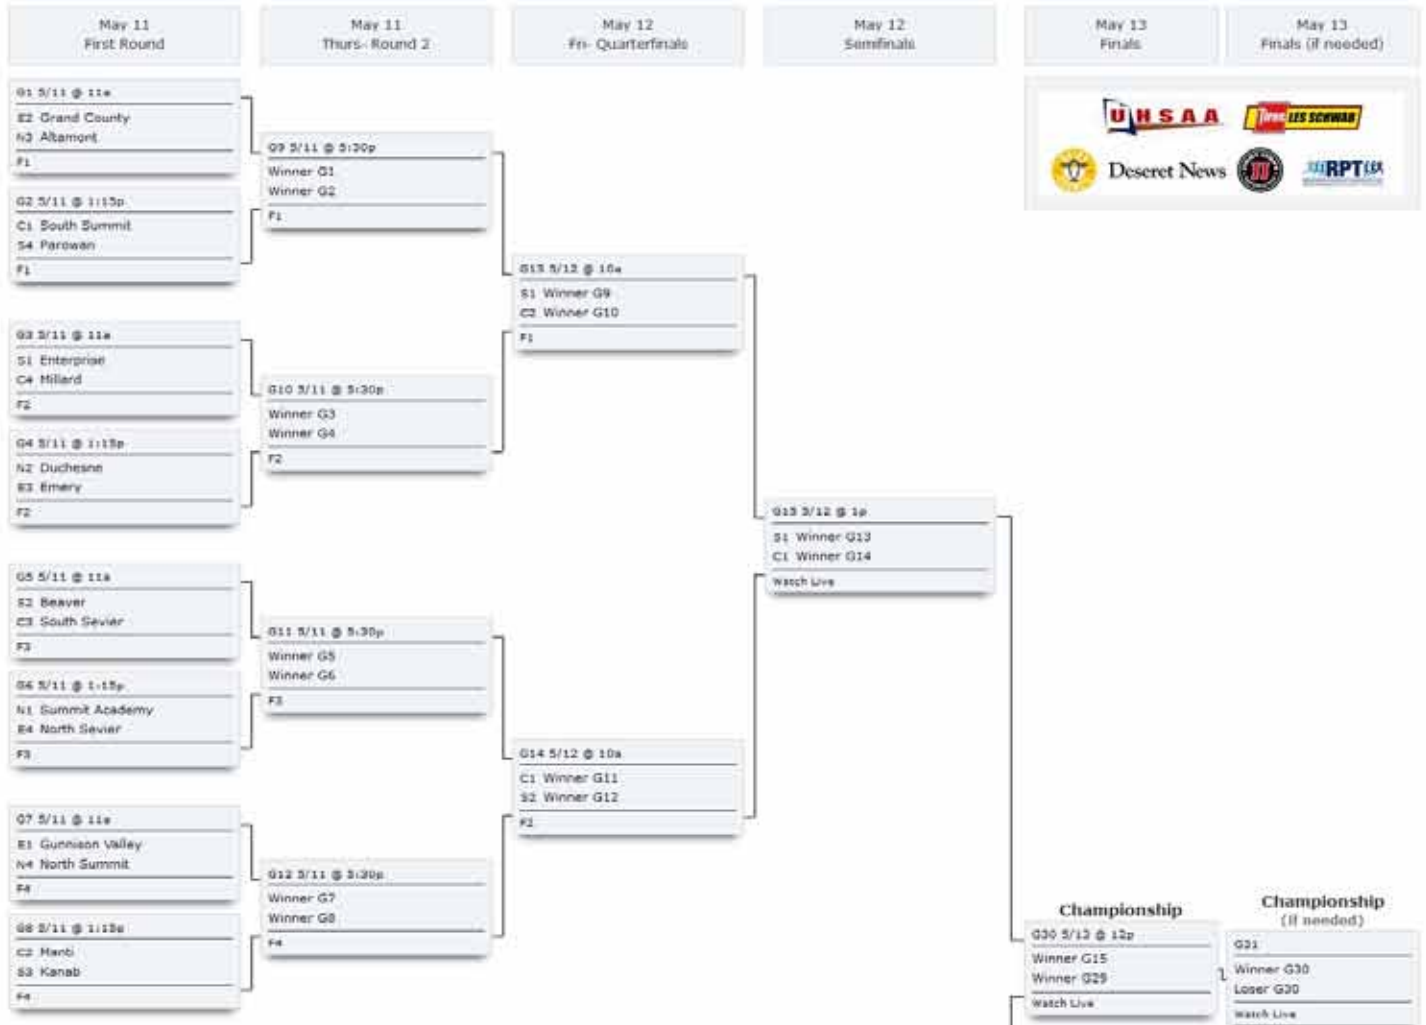 May 11
First Round
May 11
Thurs- Round 2
May 12
Fri- Quarterfinals
May 12
Semifinals
May 13
Finals
May 13
Finals (if needed)
G1 5/11 @ 11a
E2 Grand County
N3 Altamont
F1
G2 5/11 @ 1:15p
C1 South Summit
S4 Parowan
F1
G3 5/11 @ 11a
S1 Enterprise
C4 Millard
F2
G4 5/11 @ 1:15p
N2 Duchesne
E3 Emery
F2
G5 5/11 @ 11a
S2 Beaver
C3 South Sevier
F3
G6 5/11 @ 1:15p
N1 Summit Academy
E4 North Sevier
F3
G7 5/11 @ 11a
E1 Gunnison Valley
N4 North Summit
F4
G8 5/11 @ 1:15p
C2 Manti
S3 Kanab
F4
G9 5/11 @ 5:30p
Winner G1
Winner G2
F1
G10 5/11 @ 5:30p
Winner G3
Winner G4
F2
G11 5/11 @ 5:30p
Winner G5
Winner G6
F3
G12 5/11 @ 5:30p
Winner G7
Winner G8
F4
G13 5/12 @ 10a
S1 Winner G9
C2 Winner G10
F1
G14 5/12 @ 10a
C1 Winner G11
S2 Winner G12
F2
G15 5/12 @ 1p
S1 Winner G13
C1 Winner G14
Watch Live
UHSAA
LES SCHWAB
Deseret News
RPT
Championship
G30 5/13 @ 12p
Winner G15
Winner G29
Watch Live
Championship
(if needed)
G31
Winner G30
Loser G30
Watch Live